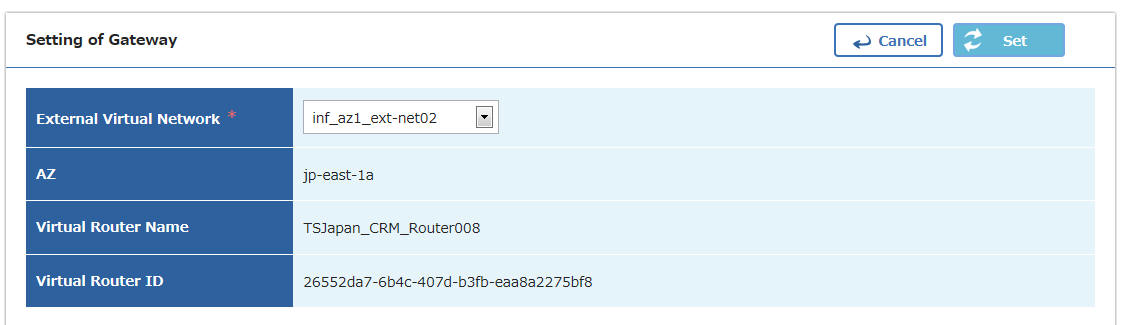 Setting of Gateway
Cancel
Set
External Virtual Network *
inf_az1_ext-net02
AZ
jp-east-1a
Virtual Router Name
TSJapan_CRM_Router008
Virtual Router ID
26552da7-6b4c-407d-b3fb-eaa8a2275bf8